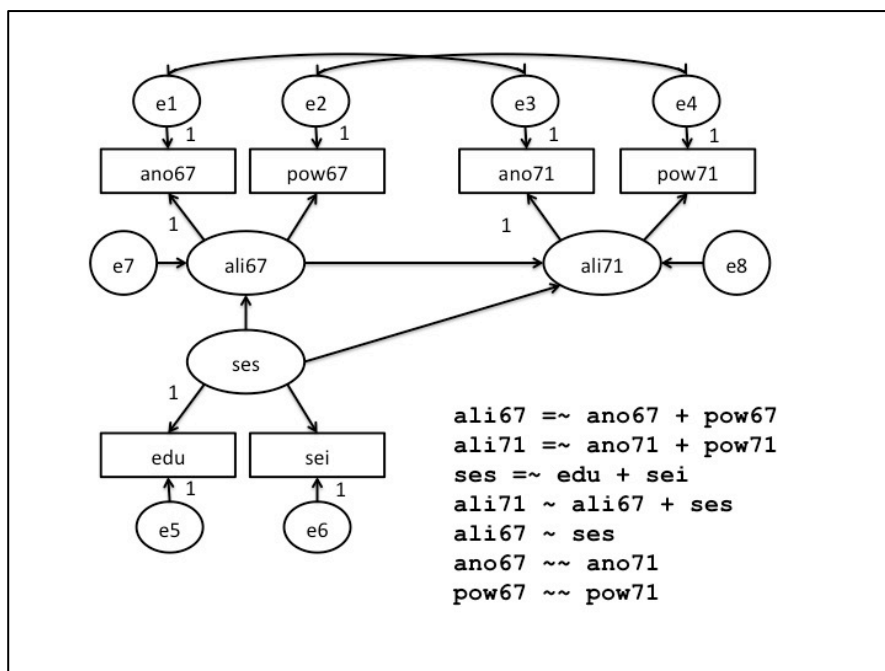 e1 e2 e3 e4
1 1 1 1
ano67 pow67 ano71 pow71
1 1
e7 ali67 ali71 e8
ses
1
edu sei
1 1
e5 e6
ali67 =~ ano67 + pow67
ali71 =~ ano71 + pow71
ses =~ edu + sei
ali71 ~ ali67 + ses
ali67 ~ ses
ano67 ~~ ano71
pow67 ~~ pow71